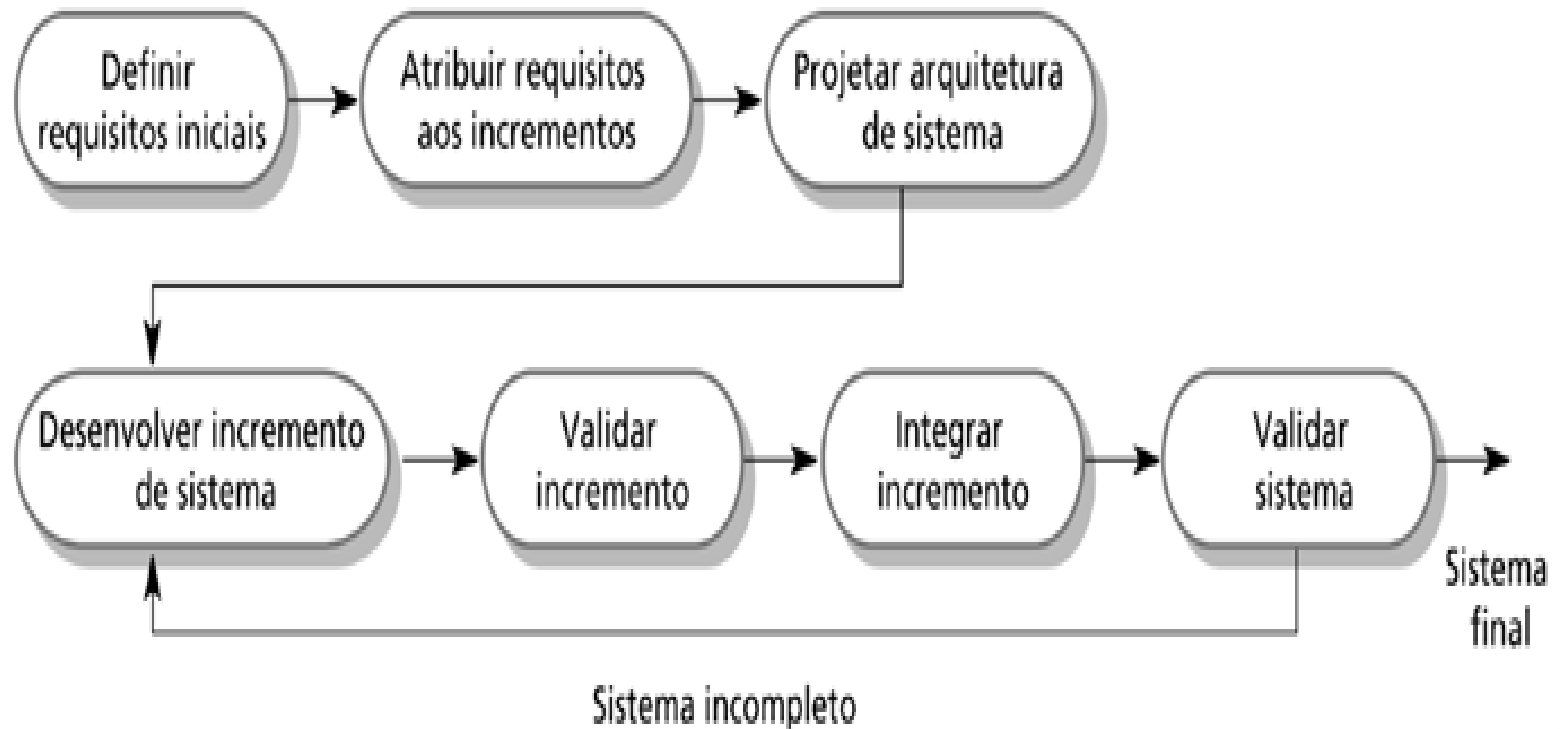 Definir
requisitos iniciais
Atribuir requisitos
aos incrementos
Projetar arquitetura
de sistema
Desenvolver incremento
de sistema
Validar
incremento
Integrar
incremento
Validar
sistema
Sistema
final
Sistema incompleto